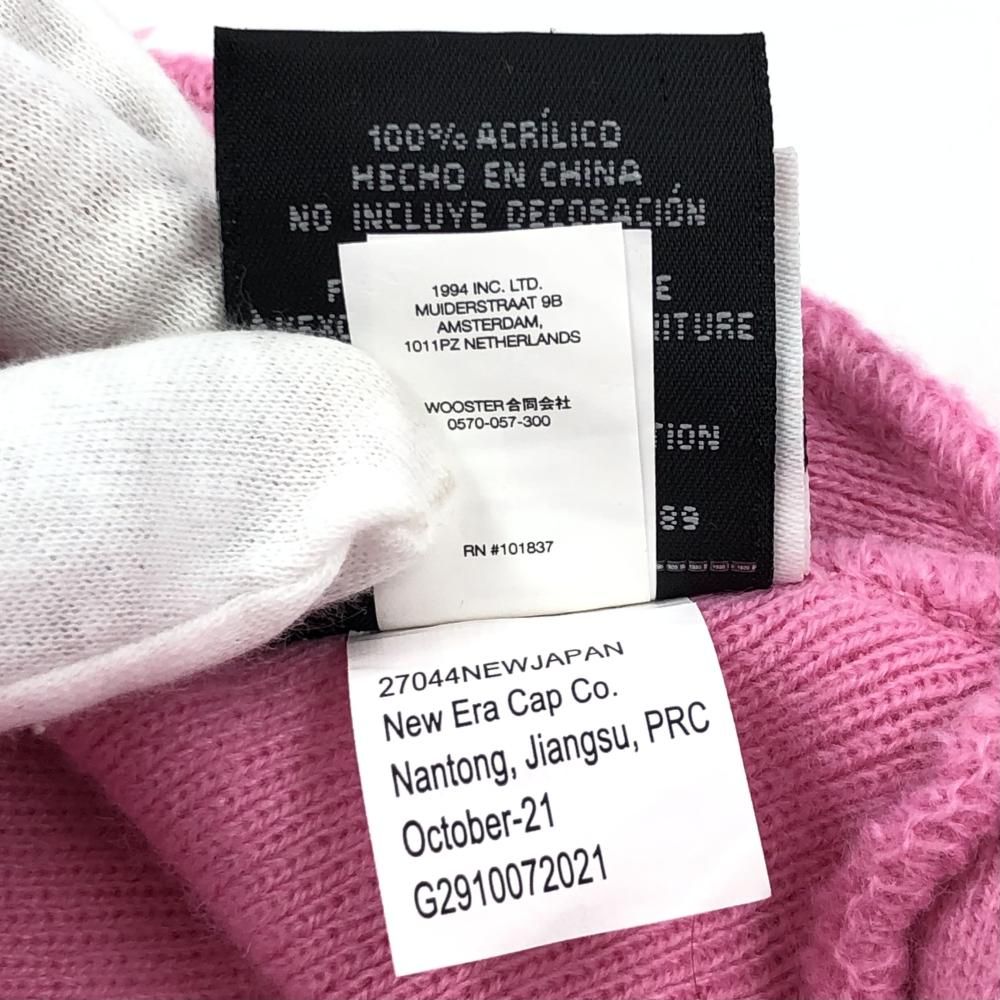 100% ACRÍLICO
HECHO EN CHINA
NO INCLUYE DECORACIÓN
1994 INC. LTD.
MUIDERSTRAAT 9B
AMSTERDAM,
1011PZ NETHERLANDS
WOOSTER合同会社
0570-057-300
RN #101837
27044NEWJAPAN
New Era Cap Co.
Nantong, Jiangsu, PRC
October-21
G2910072021